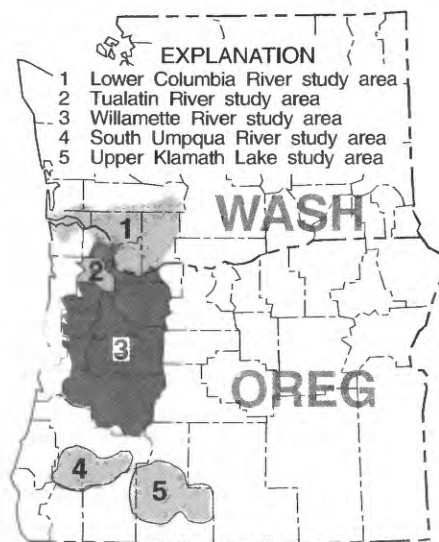 EXPLANATION
1 Lower Columbia River study area
2 Tualatin River study area
3 Willamette River study area
4 South Umpqua River study area
5 Upper Klamath Lake study area
WASH
1
2
3
OREG
4
5